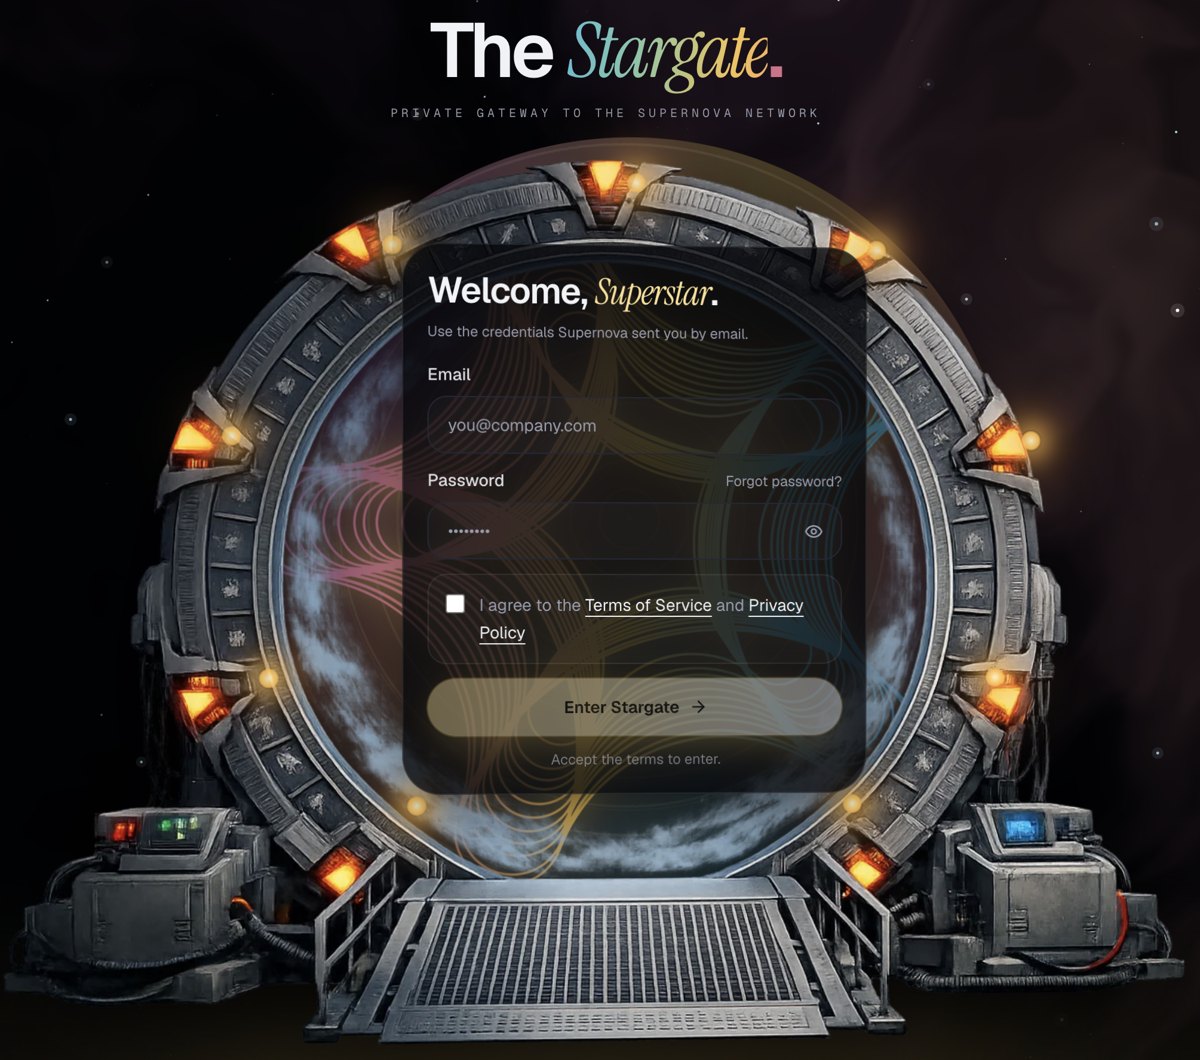 The Stargate.
PRIVATE GATEWAY TO THE SUPERNOVA NETWORK
Welcome, Superstar.
Use the credentials Supernova sent you by email.
Email
you@company.com
Password Forgot password?
••••••••
I agree to the Terms of Service and Privacy
Policy
Enter Stargate →
Accept the terms to enter.